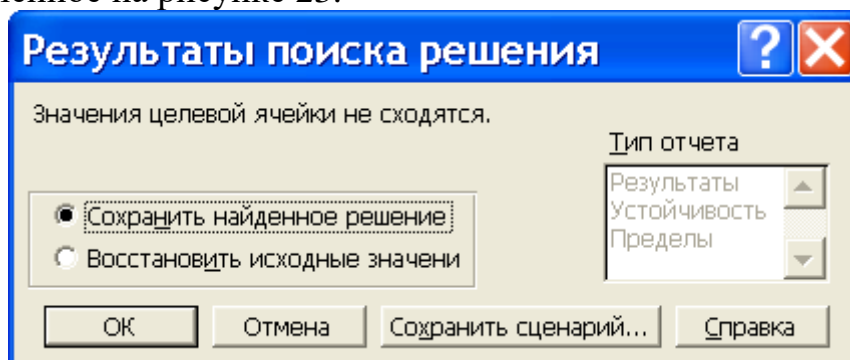 Результаты поиска решения
Значения целевой ячейки не сходятся.
Тип отчета
Результаты
Устойчивость
Пределы
Сохранить найденное решение
Восстановить исходные значени
ОК
Отмена
Сохранить сценарий...
Справка